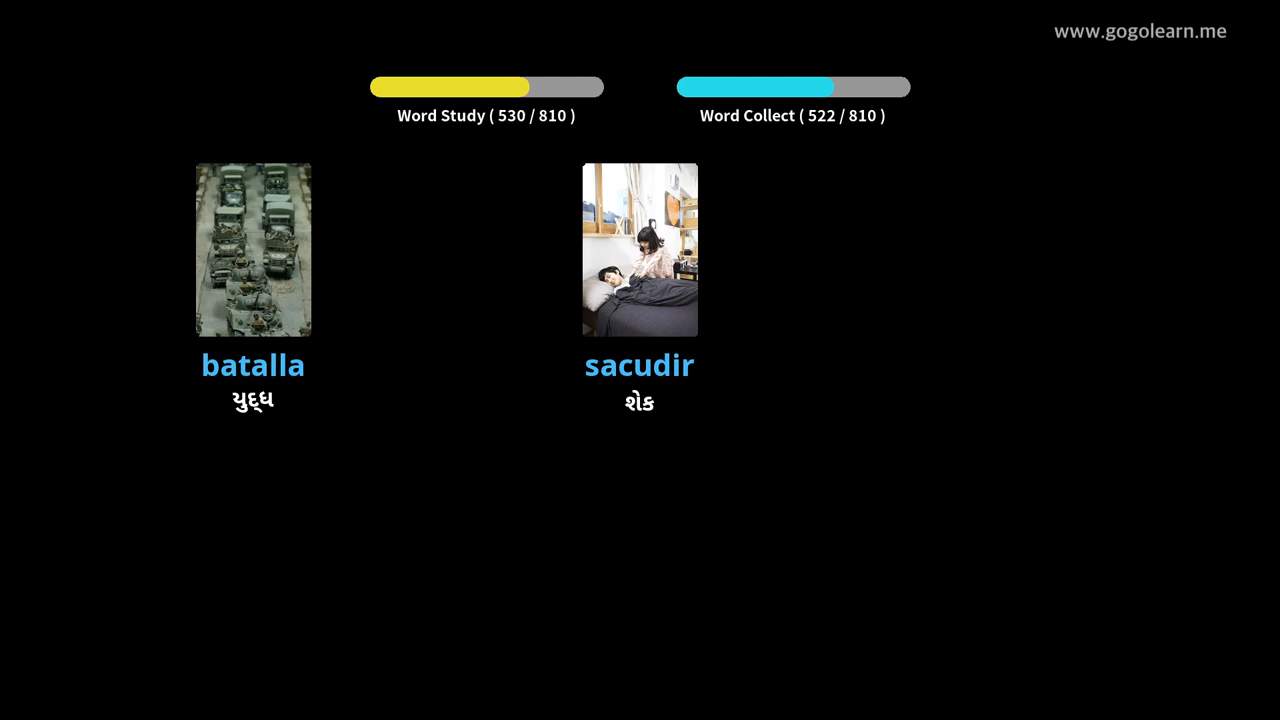 www.gogolearn.me
Word Study ( 530 / 810 )
Word Collect ( 522 / 810 )
batalla
યુદ્ધ
sacudir
શેક